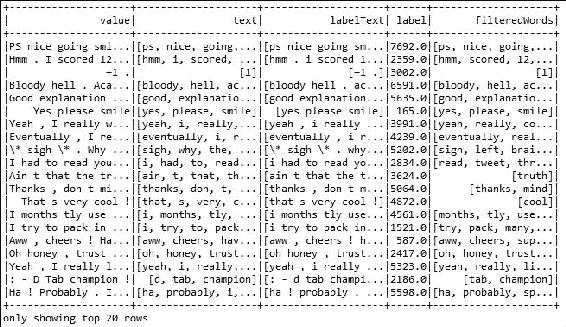 +--------------------+--------------------+--------------------+------+--------------------+
|               value|                text|           labelText| label|       filteredWords|
+--------------------+--------------------+--------------------+------+--------------------+
|PS nice going smi...|[ps, nice, going,...|[ps nice going sm...|7692.0|[ps, nice, going,...|
|Hmm . I scored 12...|[hmm, i, scored, ...|[hmm . i scored 1...|2359.0|[hmm, scored, 12,...|
|                −1 .|                 [1]|              [−1 .]|3002.0|                 [1]|
|Bloody hell . Aca...|[bloody, hell, ac...|[bloody hell . ac...|6591.0|[bloody, hell, ac...|
|Good explanation ...|[good, explanatio...|[good explanation...|5635.0|[good, explanatio...|
|    Yes please smile|[yes, please, smile]|  [yes please smile]| 165.0|[yes, please, smile]|
|Yeah , I really w...|[yeah, i, really,...|[yeah , i really ...|3991.0|[yeah, really, co...|
|Eventually , I re...|[eventually, i, r...|[eventually , i r...|4239.0|[eventually, real...|
|\* sigh \* . Why ...|[sigh, why, the, ...|[\* sigh \* . why...|5202.0|[sigh, left, brai...|
|I had to read you...|[i, had, to, read...|[i had to read yo...|2834.0|[read, tweet, thr...|
|Ain t that the tr...|[ain, t, that, th...|[ain t that the t...|3624.0|             [truth]|
|Thanks , don t mi...|[thanks, don, t, ...|[thanks , don t m...|5064.0|      [thanks, mind]|
|  That s very cool !|[that, s, very, c...|[that s very cool !]|4872.0|              [cool]|
|I months tly use ...|[i, months, tly, ...|[i months tly use...|4561.0|[months, tly, use...|
|I try to pack in ...|[i, try, to, pack...|[i try to pack in...|1521.0|[try, pack, many,...|
|Aww , cheers ! Ha...|[aww, cheers, hav...|[aww , cheers ! h...| 587.0|[aww, cheers, sup...|
|Oh honey , trust ...|[oh, honey, trust...|[oh honey , trust...|2417.0|[oh, honey, trust...|
|Yeah , I really l...|[yeah, i, really,...|[yeah , i really ...|5323.0|[yeah, really, li...|
|: - D Tab champion !|  [d, tab, champion]|[: - d tab champi...|2186.0|     [tab, champion]|
|Ha ! Probably . I...|[ha, probably, i,...|[ha ! probably . ...|5598.0|[ha, probably, sp...|
+--------------------+--------------------+--------------------+------+--------------------+
only showing top 20 rows